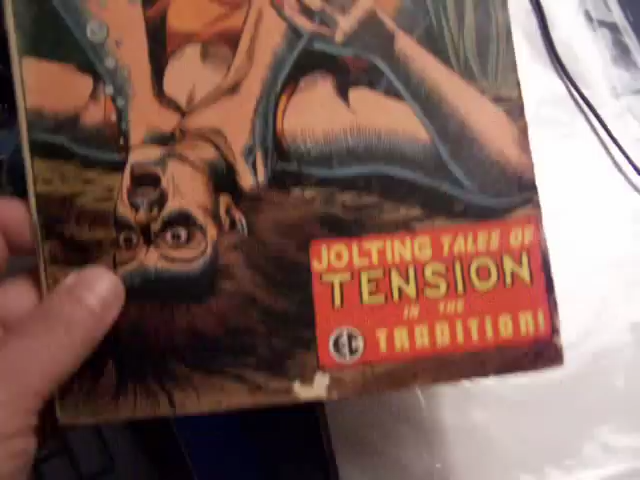 JOLTING TALES OF
TENSION
IN THE
EC TRADITION!